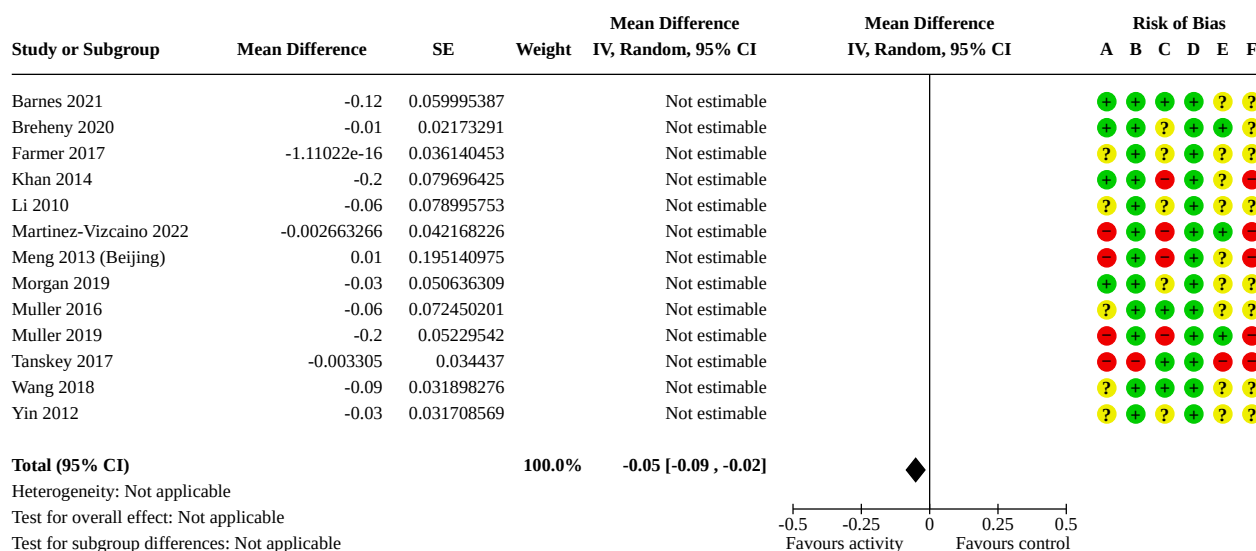 Mean Difference Mean Difference Risk of Bias
Study or Subgroup Mean Difference SE Weight IV, Random, 95% CI IV, Random, 95% CI A B C D E F
Barnes 2021 -0.12 0.059995387 Not estimable + + + + ? ?
Breheny 2020 -0.01 0.02173291 Not estimable + + ? + + ?
Farmer 2017 -1.11022e-16 0.036140453 Not estimable ? + ? + ? ?
Khan 2014 -0.2 0.079696425 Not estimable + + − + ? −
Li 2010 -0.06 0.078995753 Not estimable ? + ? + ? ?
Martinez-Vizcaino 2022 -0.002663266 0.042168226 Not estimable − + − + + −
Meng 2013 (Beijing) 0.01 0.195140975 Not estimable − + − + ? −
Morgan 2019 -0.03 0.050636309 Not estimable + + ? + ? ?
Muller 2016 -0.06 0.072450201 Not estimable ? + + + ? ?
Muller 2019 -0.2 0.05229542 Not estimable − + − + + −
Tanskey 2017 -0.003305 0.034437 Not estimable − − + + − −
Wang 2018 -0.09 0.031898276 Not estimable ? + + + ? ?
Yin 2012 -0.03 0.031708569 Not estimable ? + ? + ? ?
Total (95% CI) 100.0% -0.05 [-0.09 , -0.02]
Heterogeneity: Not applicable
Test for overall effect: Not applicable -0.5 -0.25 0 0.25 0.5
Test for subgroup differences: Not applicable Favours activity Favours control